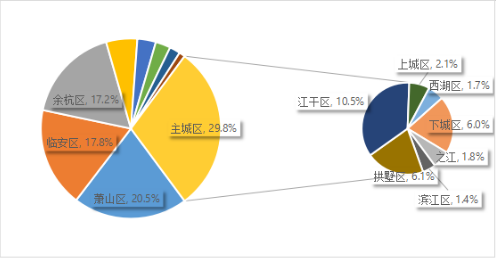 上城区, 2.1%
西湖区, 1.7%
余杭区, 17.2%
江干区, 10.5%
主城区, 29.8%
下城区, 6.0%
临安区, 17.8%
之江, 1.8%
拱墅区, 6.1%
萧山区, 20.5%
滨江区, 1.4%